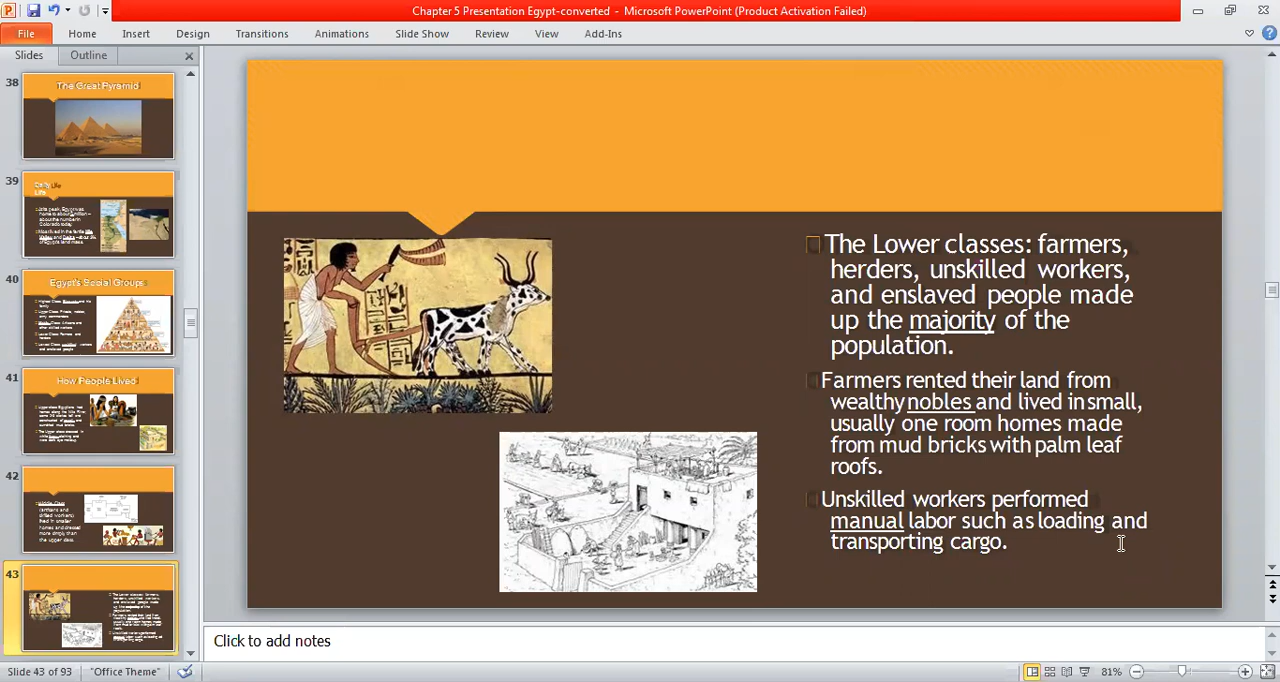 Chapter 5 Presentation Egypt-converted - Microsoft PowerPoint (Product Activation Failed)
File Home Insert Design Transitions Animations Slide Show Review View Add-Ins
Slides Outline
38
The Great Pyramid
39
Daily Life
40
Egypt's Social Groups
41
How People Lived
42
43
The Lower classes: farmers,
herders, unskilled workers,
and enslaved people made
up the majority of the
population.
Farmers rented their land from
wealthy nobles and lived in small,
usually one room homes made
from mud bricks with palm leaf
roofs.
Unskilled workers performed
manual labor such as loading and
transporting cargo.
Click to add notes
Slide 43 of 93 "Office Theme" 81%